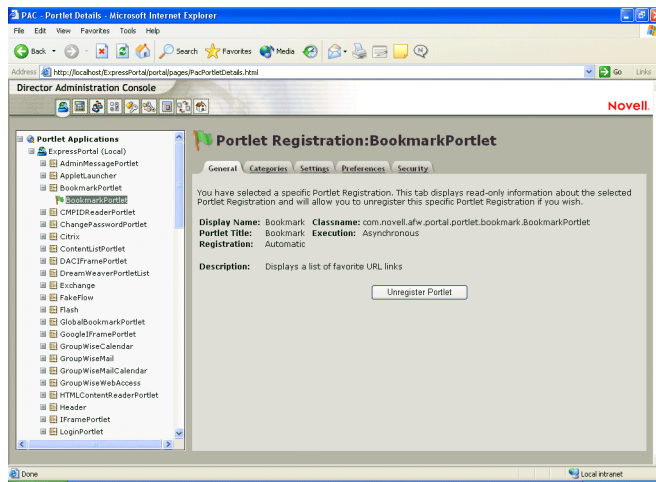 PAC - Portlet Details - Microsoft Internet Explorer
File Edit View Favorites Tools Help
Back Search Favorites Media
Address http://localhost/ExpressPortal/portal/pages/PacPortletDetails.html Go Links
Director Administration Console
Novell.
Portlet Applications
ExpressPortal (Local)
AdminMessagePortlet
AppletLauncher
BookmarkPortlet
BookmarkPortlet
CMPIDReaderPortlet
ChangePasswordPortlet
Citrix
ContentListPortlet
DACIFramePortlet
DreamWeaverPortletList
Exchange
FakeFlow
Flash
GlobalBookmarkPortlet
GoogleIFramePortlet
GroupWiseCalendar
GroupWiseMail
GroupWiseMailCalendar
GroupWiseWebAccess
HTMLContentReaderPortlet
Header
IFramePortlet
LoginPortlet
Portlet Registration:BookmarkPortlet
General Categories Settings Preferences Security
You have selected a specific Portlet Registration. This tab displays read-only information about the selected
Portlet Registration and will allow you to unregister this specific Portlet Registration if you wish.
Display Name: Bookmark Classname: com.novell.afw.portal.portlet.bookmark.BookmarkPortlet
Portlet Title: Bookmark Execution: Asynchronous
Registration: Automatic
Description: Displays a list of favorite URL links
Unregister Portlet
Done Local intranet